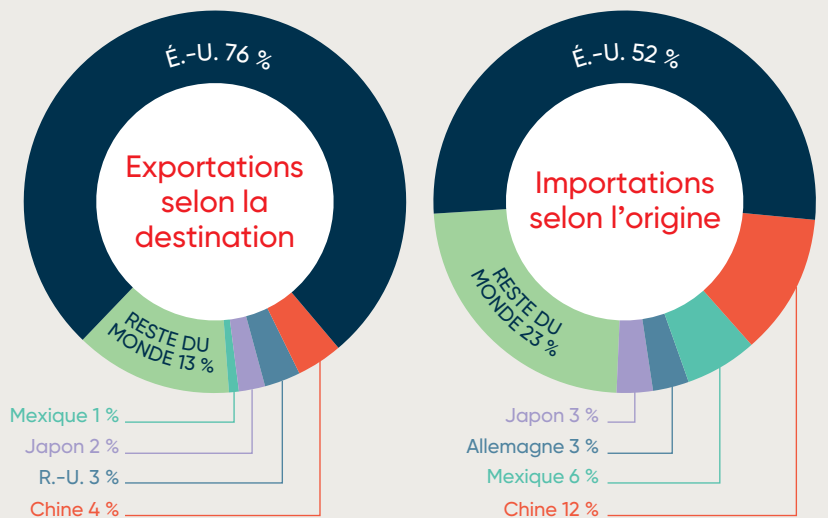 É.-U. 76 %
Exportations
selon la
destination
RESTE DU
MONDE 13 %
Mexique 1 %
Japon 2 %
R.-U. 3 %
Chine 4 %
É.-U. 52 %
Importations
selon l’origine
RESTE DU
MONDE 23 %
Japon 3 %
Allemagne 3 %
Mexique 6 %
Chine 12 %